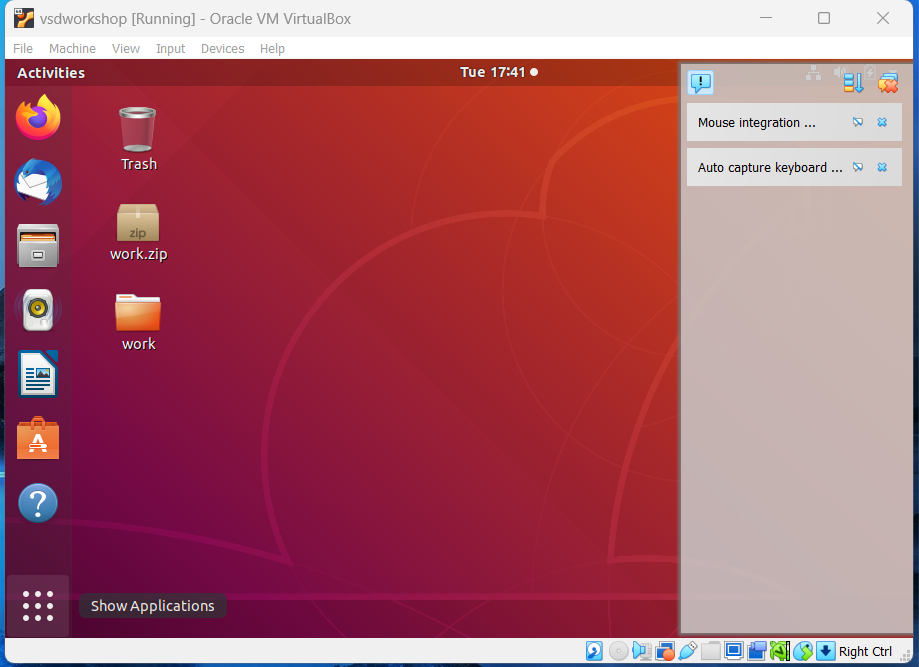 vsdworkshop [Running] - Oracle VM VirtualBox
File Machine View Input Devices Help
Activities
Tue 17:41
Mouse integration ...
Auto capture keyboard ...
Trash
zip
work.zip
work
Show Applications
Right Ctrl